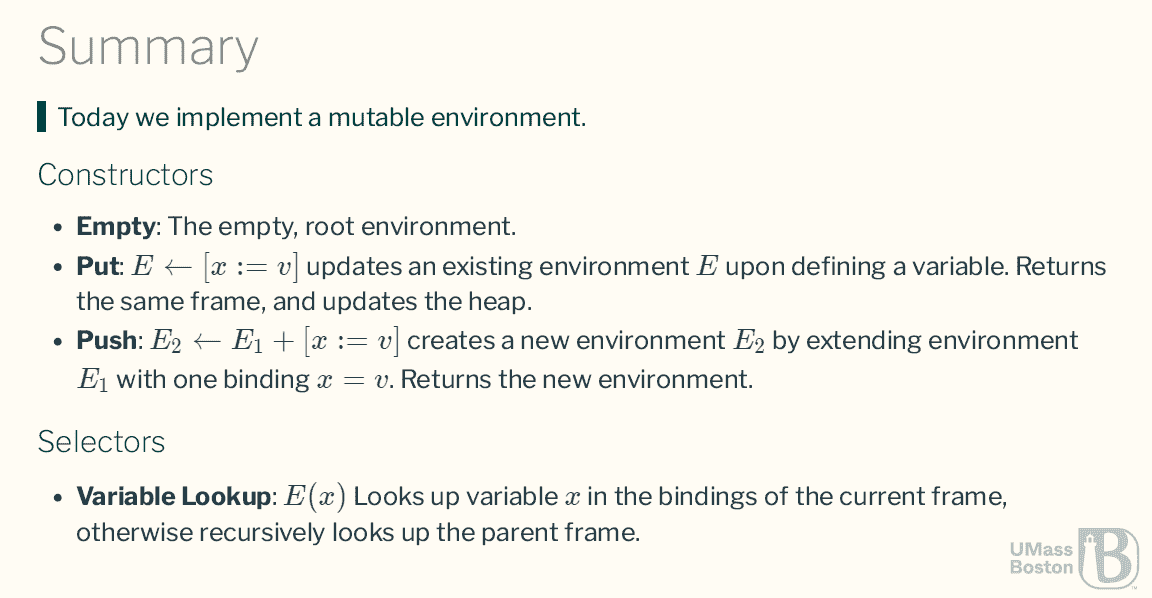 Summary
Today we implement a mutable environment.
Constructors
• Empty: The empty, root environment.
• Put: E ← [x := v] updates an existing environment E upon defining a variable. Returns
the same frame, and updates the heap.
• Push: E₂ ← E₁ + [x := v] creates a new environment E₂ by extending environment
E₁ with one binding x = v. Returns the new environment.
Selectors
• Variable Lookup: E(x) Looks up variable x in the bindings of the current frame,
otherwise recursively looks up the parent frame.
UMass
Boston
B